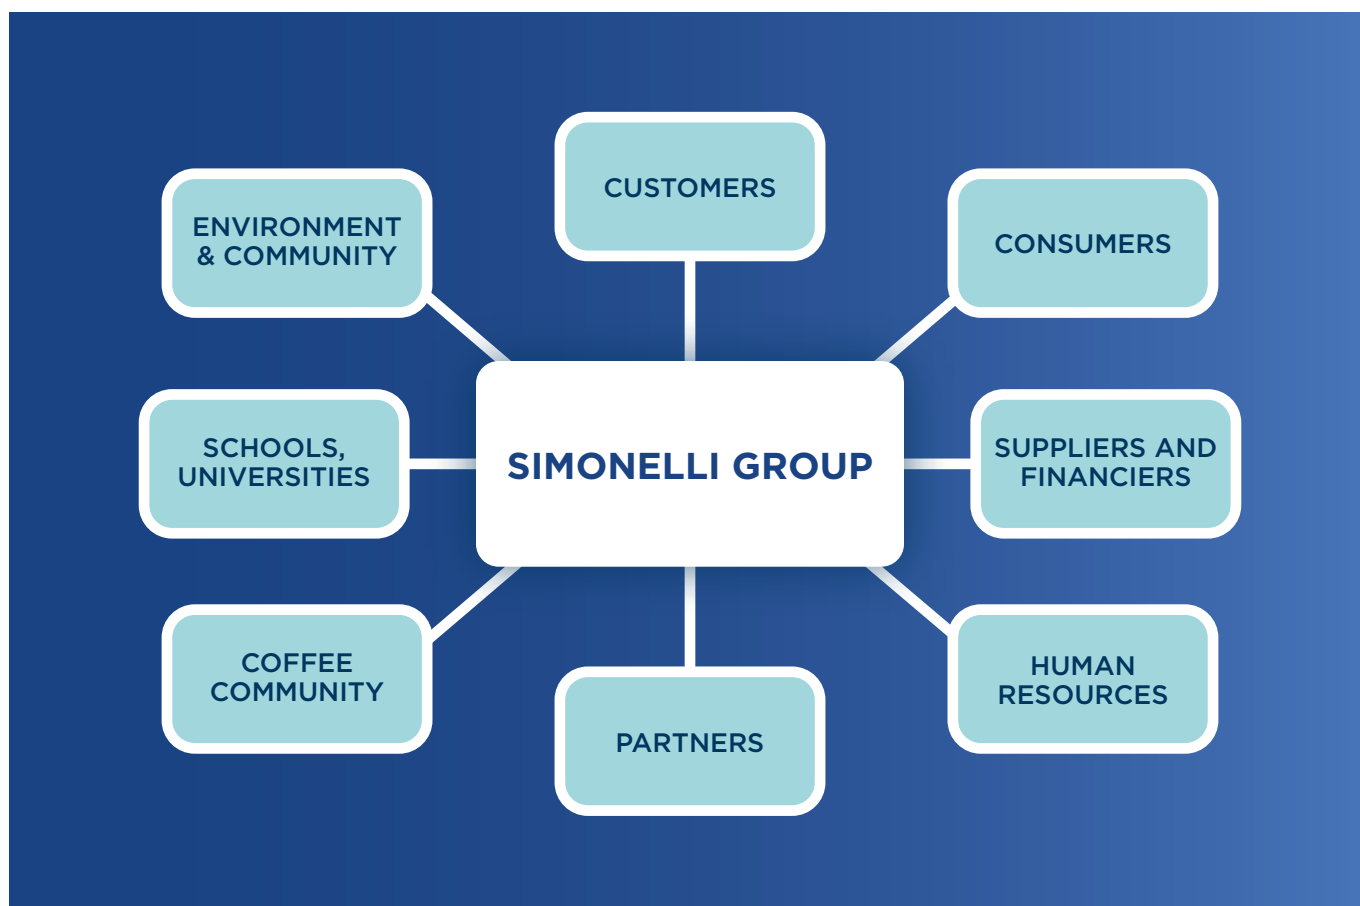 CUSTOMERS
ENVIRONMENT
& COMMUNITY
CONSUMERS
SCHOOLS,
UNIVERSITIES
SIMONELLI GROUP
SUPPLIERS AND
FINANCIERS
COFFEE
COMMUNITY
HUMAN
RESOURCES
PARTNERS